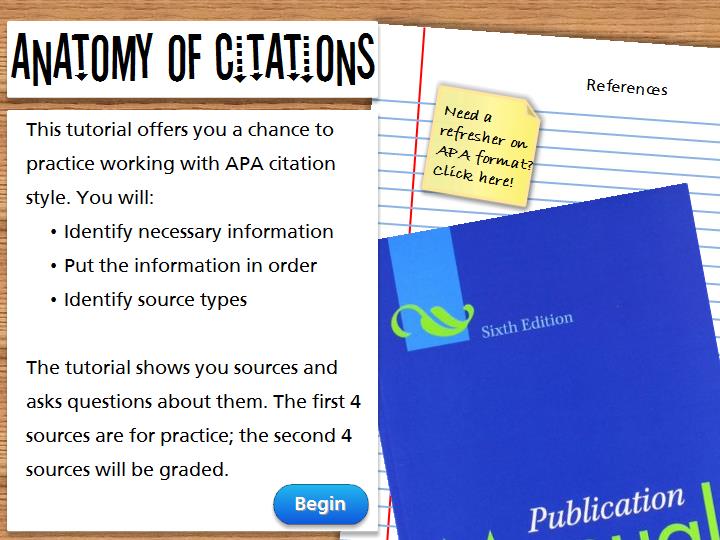 ANATOMY OF CITATIONS
This tutorial offers you a chance to
practice working with APA citation
style. You will:
• Identify necessary information
• Put the information in order
• Identify source types
The tutorial shows you sources and
asks questions about them. The first 4
sources are for practice; the second 4
sources will be graded.
Begin
References
Need a
refresher on
APA format?
Click here!
Sixth Edition
Publication